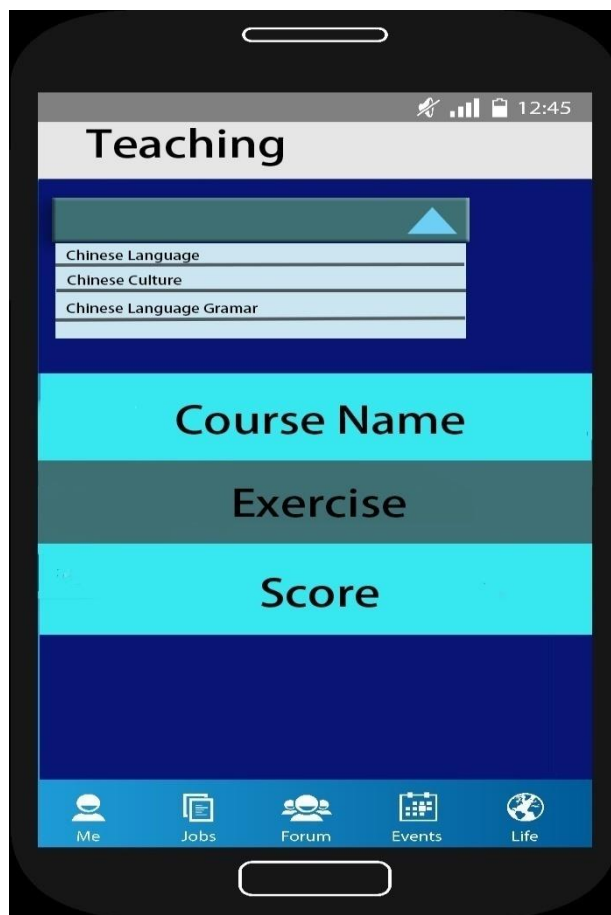 12:45
Teaching
Chinese Language
Chinese Culture
Chinese Language Gramar
Course Name
Exercise
Score
Me Jobs Forum Events Life